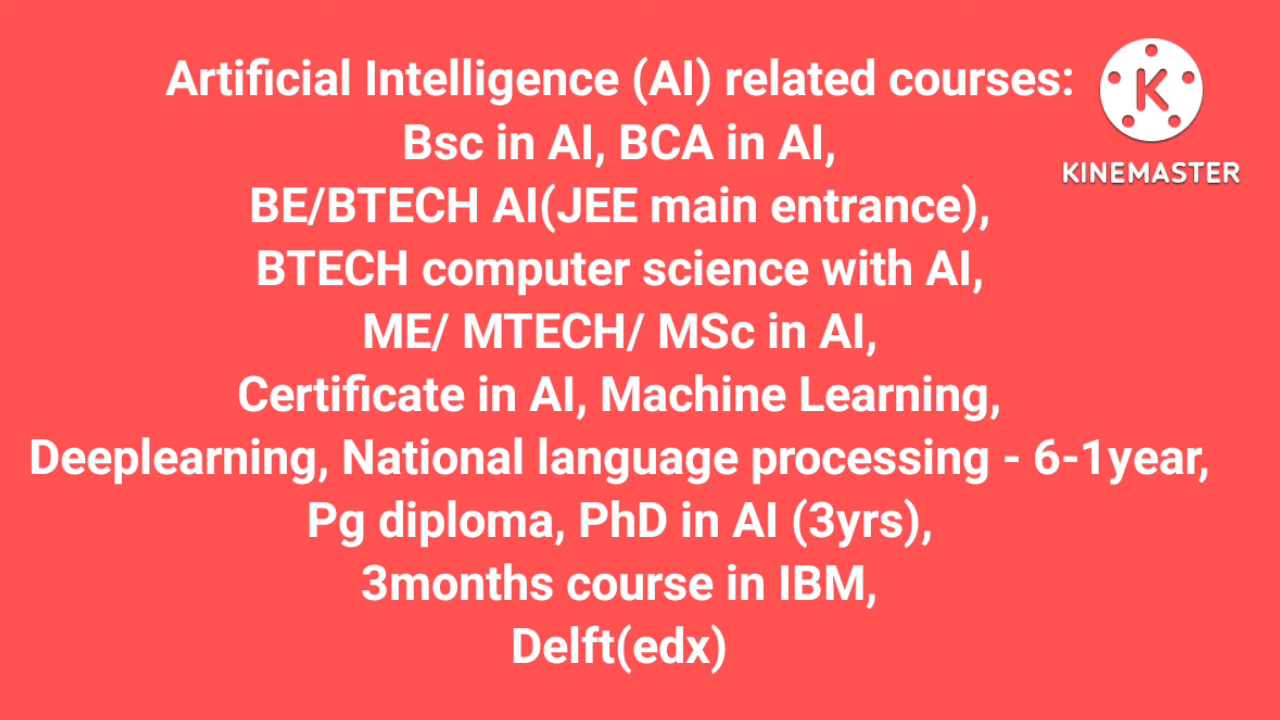 Artificial Intelligence (AI) related courses:
Bsc in AI, BCA in AI,
BE/BTECH AI(JEE main entrance),
BTECH computer science with AI,
ME/ MTECH/ MSc in AI,
Certificate in AI, Machine Learning,
Deeplearning, National language processing - 6-1year,
Pg diploma, PhD in AI (3yrs),
3months course in IBM,
Delft(edx)
K
KINEMASTER